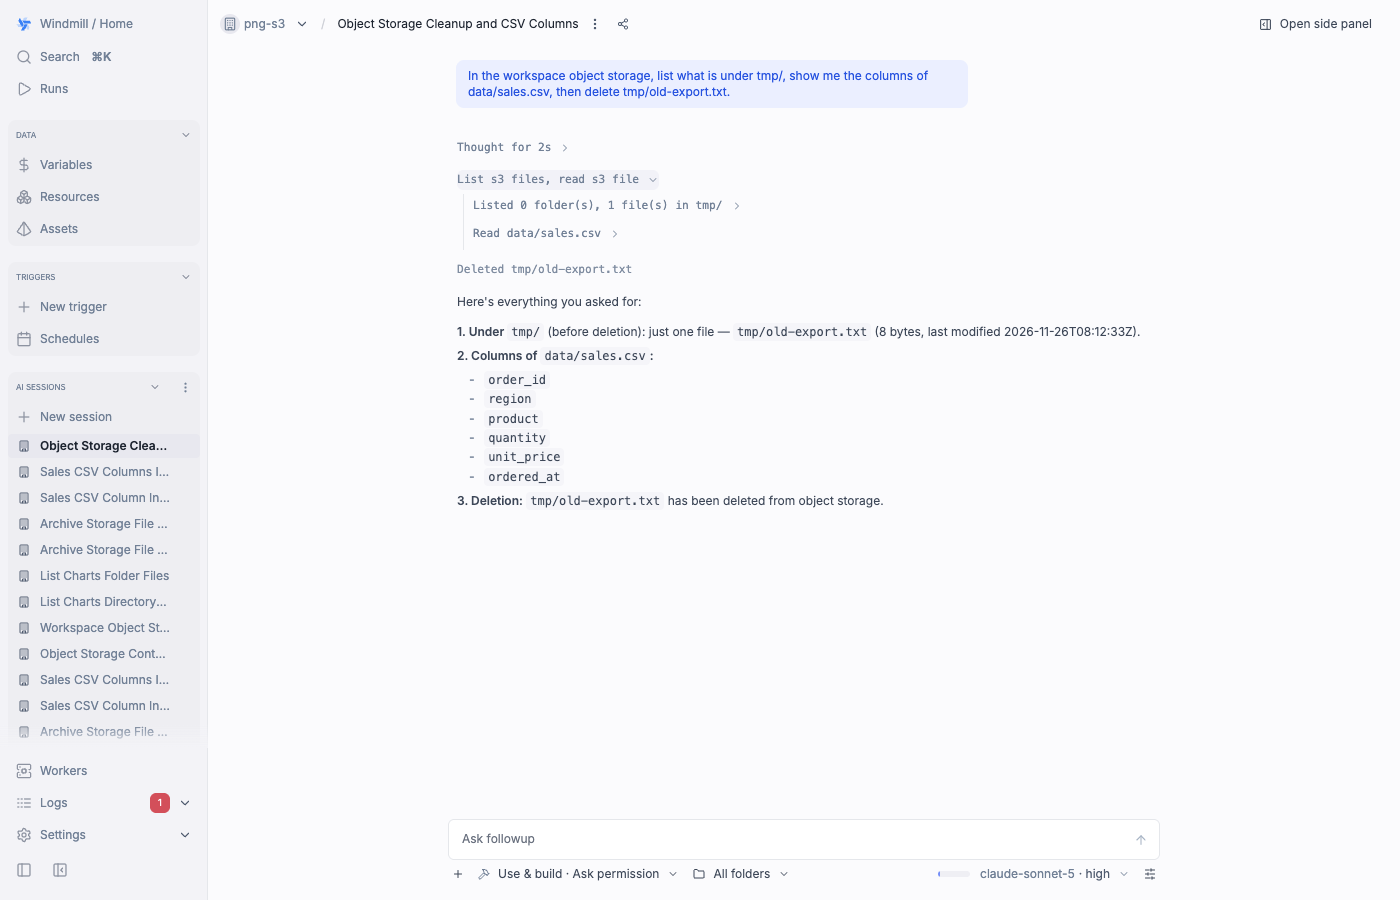 Windmill / Home
Search ⌘K
Runs
DATA
Variables
Resources
Assets
TRIGGERS
New trigger
Schedules
AI SESSIONS
New session
Object Storage Clea...
Sales CSV Columns I...
Sales CSV Column In...
Archive Storage File ...
Archive Storage File ...
List Charts Folder Files
List Charts Directory...
Workspace Object St...
Object Storage Cont...
Sales CSV Columns I...
Sales CSV Column In...
Archive Storage File ...
Workers
Logs 1
Settings
png-s3 / Object Storage Cleanup and CSV Columns
Open side panel
In the workspace object storage, list what is under tmp/, show me the columns of
data/sales.csv, then delete tmp/old-export.txt.
Thought for 2s
List s3 files, read s3 file
Listed 0 folder(s), 1 file(s) in tmp/
Read data/sales.csv
Deleted tmp/old-export.txt
Here's everything you asked for:
1. Under tmp/ (before deletion): just one file — tmp/old-export.txt (8 bytes, last modified 2026-11-26T08:12:33Z).
2. Columns of data/sales.csv:
- order_id
- region
- product
- quantity
- unit_price
- ordered_at
3. Deletion: tmp/old-export.txt has been deleted from object storage.
Ask followup
Use & build · Ask permission
All folders
claude-sonnet-5 · high